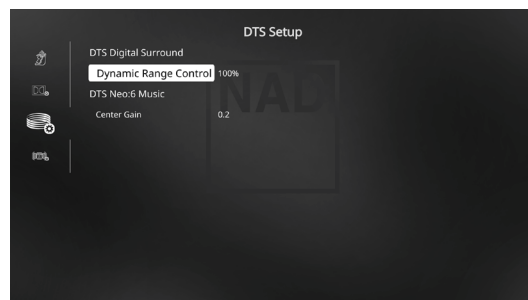 DTS Setup
DTS Digital Surround
Dynamic Range Control 100%
DTS Neo:6 Music
Center Gain 0.2
NAD